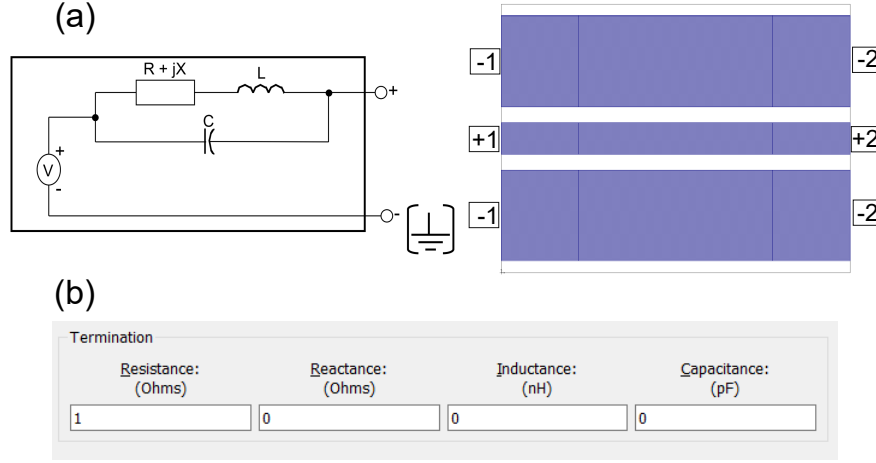 (a)
R + jX
L
+
C
+
V
-
-
-1
-2
+1
+2
-1
-2
(b)
Termination
Resistance:
(Ohms)
Reactance:
(Ohms)
Inductance:
(nH)
Capacitance:
(pF)
1
0
0
0